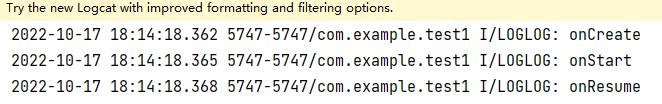 Try the new Logcat with improved formatting and filtering options.
2022-10-17 18:14:18.362 5747-5747/com.example.test1 I/LOGLOG: onCreate
2022-10-17 18:14:18.365 5747-5747/com.example.test1 I/LOGLOG: onStart
2022-10-17 18:14:18.368 5747-5747/com.example.test1 I/LOGLOG: onResume